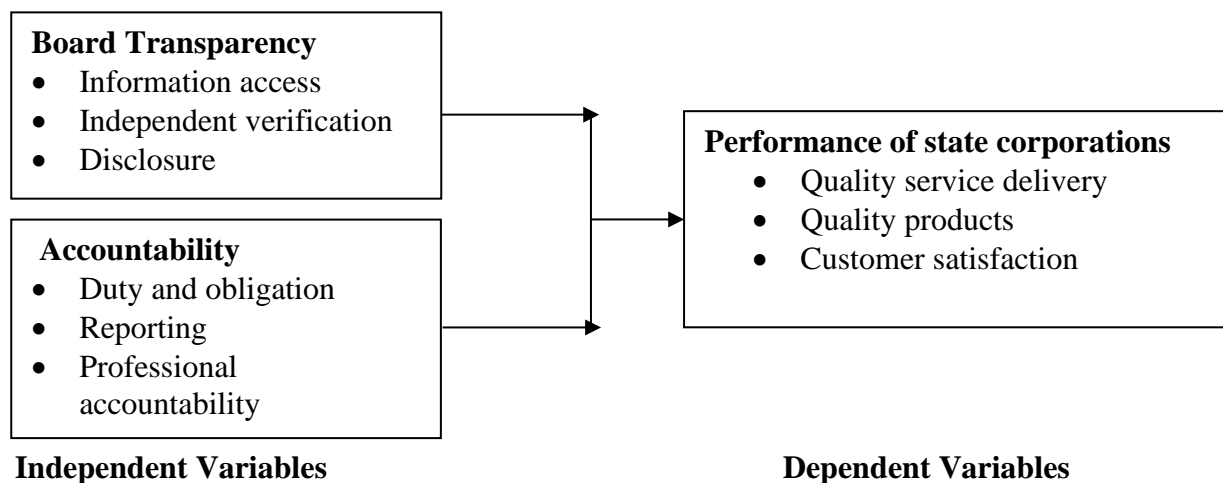 Board Transparency
• Information access
• Independent verification
• Disclosure
Accountability
• Duty and obligation
• Reporting
• Professional
accountability
Independent Variables
Performance of state corporations
• Quality service delivery
• Quality products
• Customer satisfaction
Dependent Variables